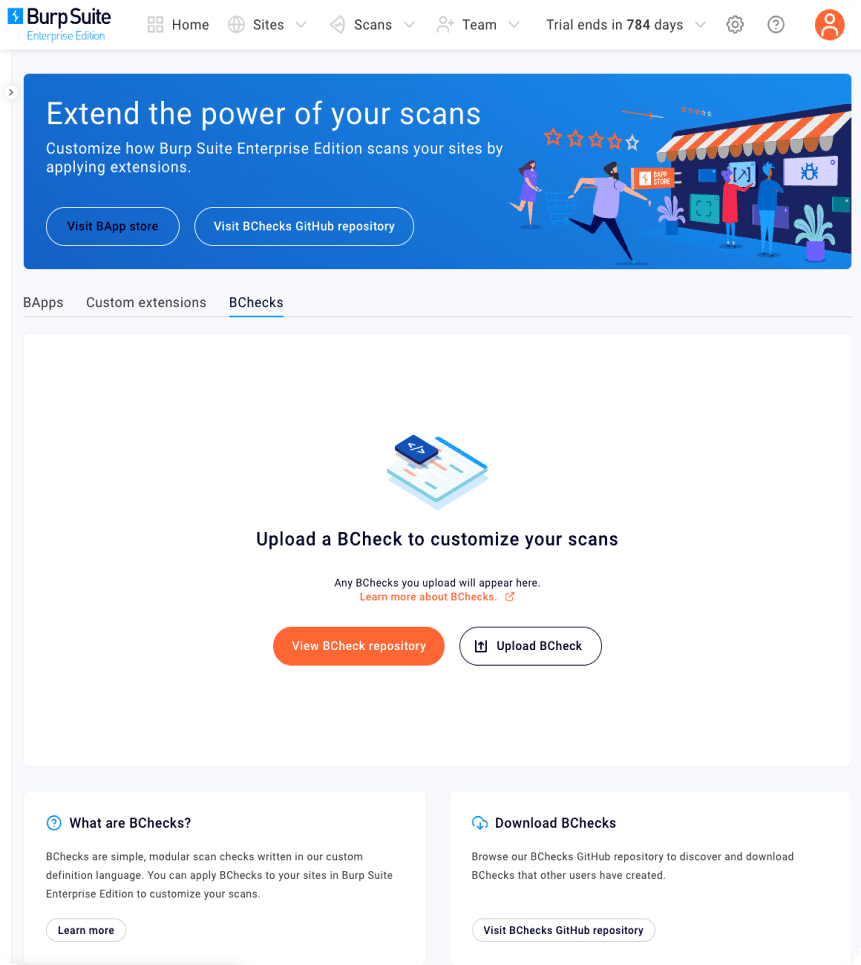 Burp Suite
Enterprise Edition
Home
Sites
Scans
Team
Trial ends in 784 days
Extend the power of your scans
Customize how Burp Suite Enterprise Edition scans your sites by
applying extensions.
Visit BApp store
Visit BChecks GitHub repository
BAPP
STORE
BApps
Custom extensions
BChecks
</>
Upload a BCheck to customize your scans
Any BChecks you upload will appear here.
Learn more about BChecks.
View BCheck repository
Upload BCheck
What are BChecks?
BChecks are simple, modular scan checks written in our custom
definition language. You can apply BChecks to your sites in Burp Suite
Enterprise Edition to customize your scans.
Learn more
Download BChecks
Browse our BChecks GitHub repository to discover and download
BChecks that other users have created.
Visit BChecks GitHub repository